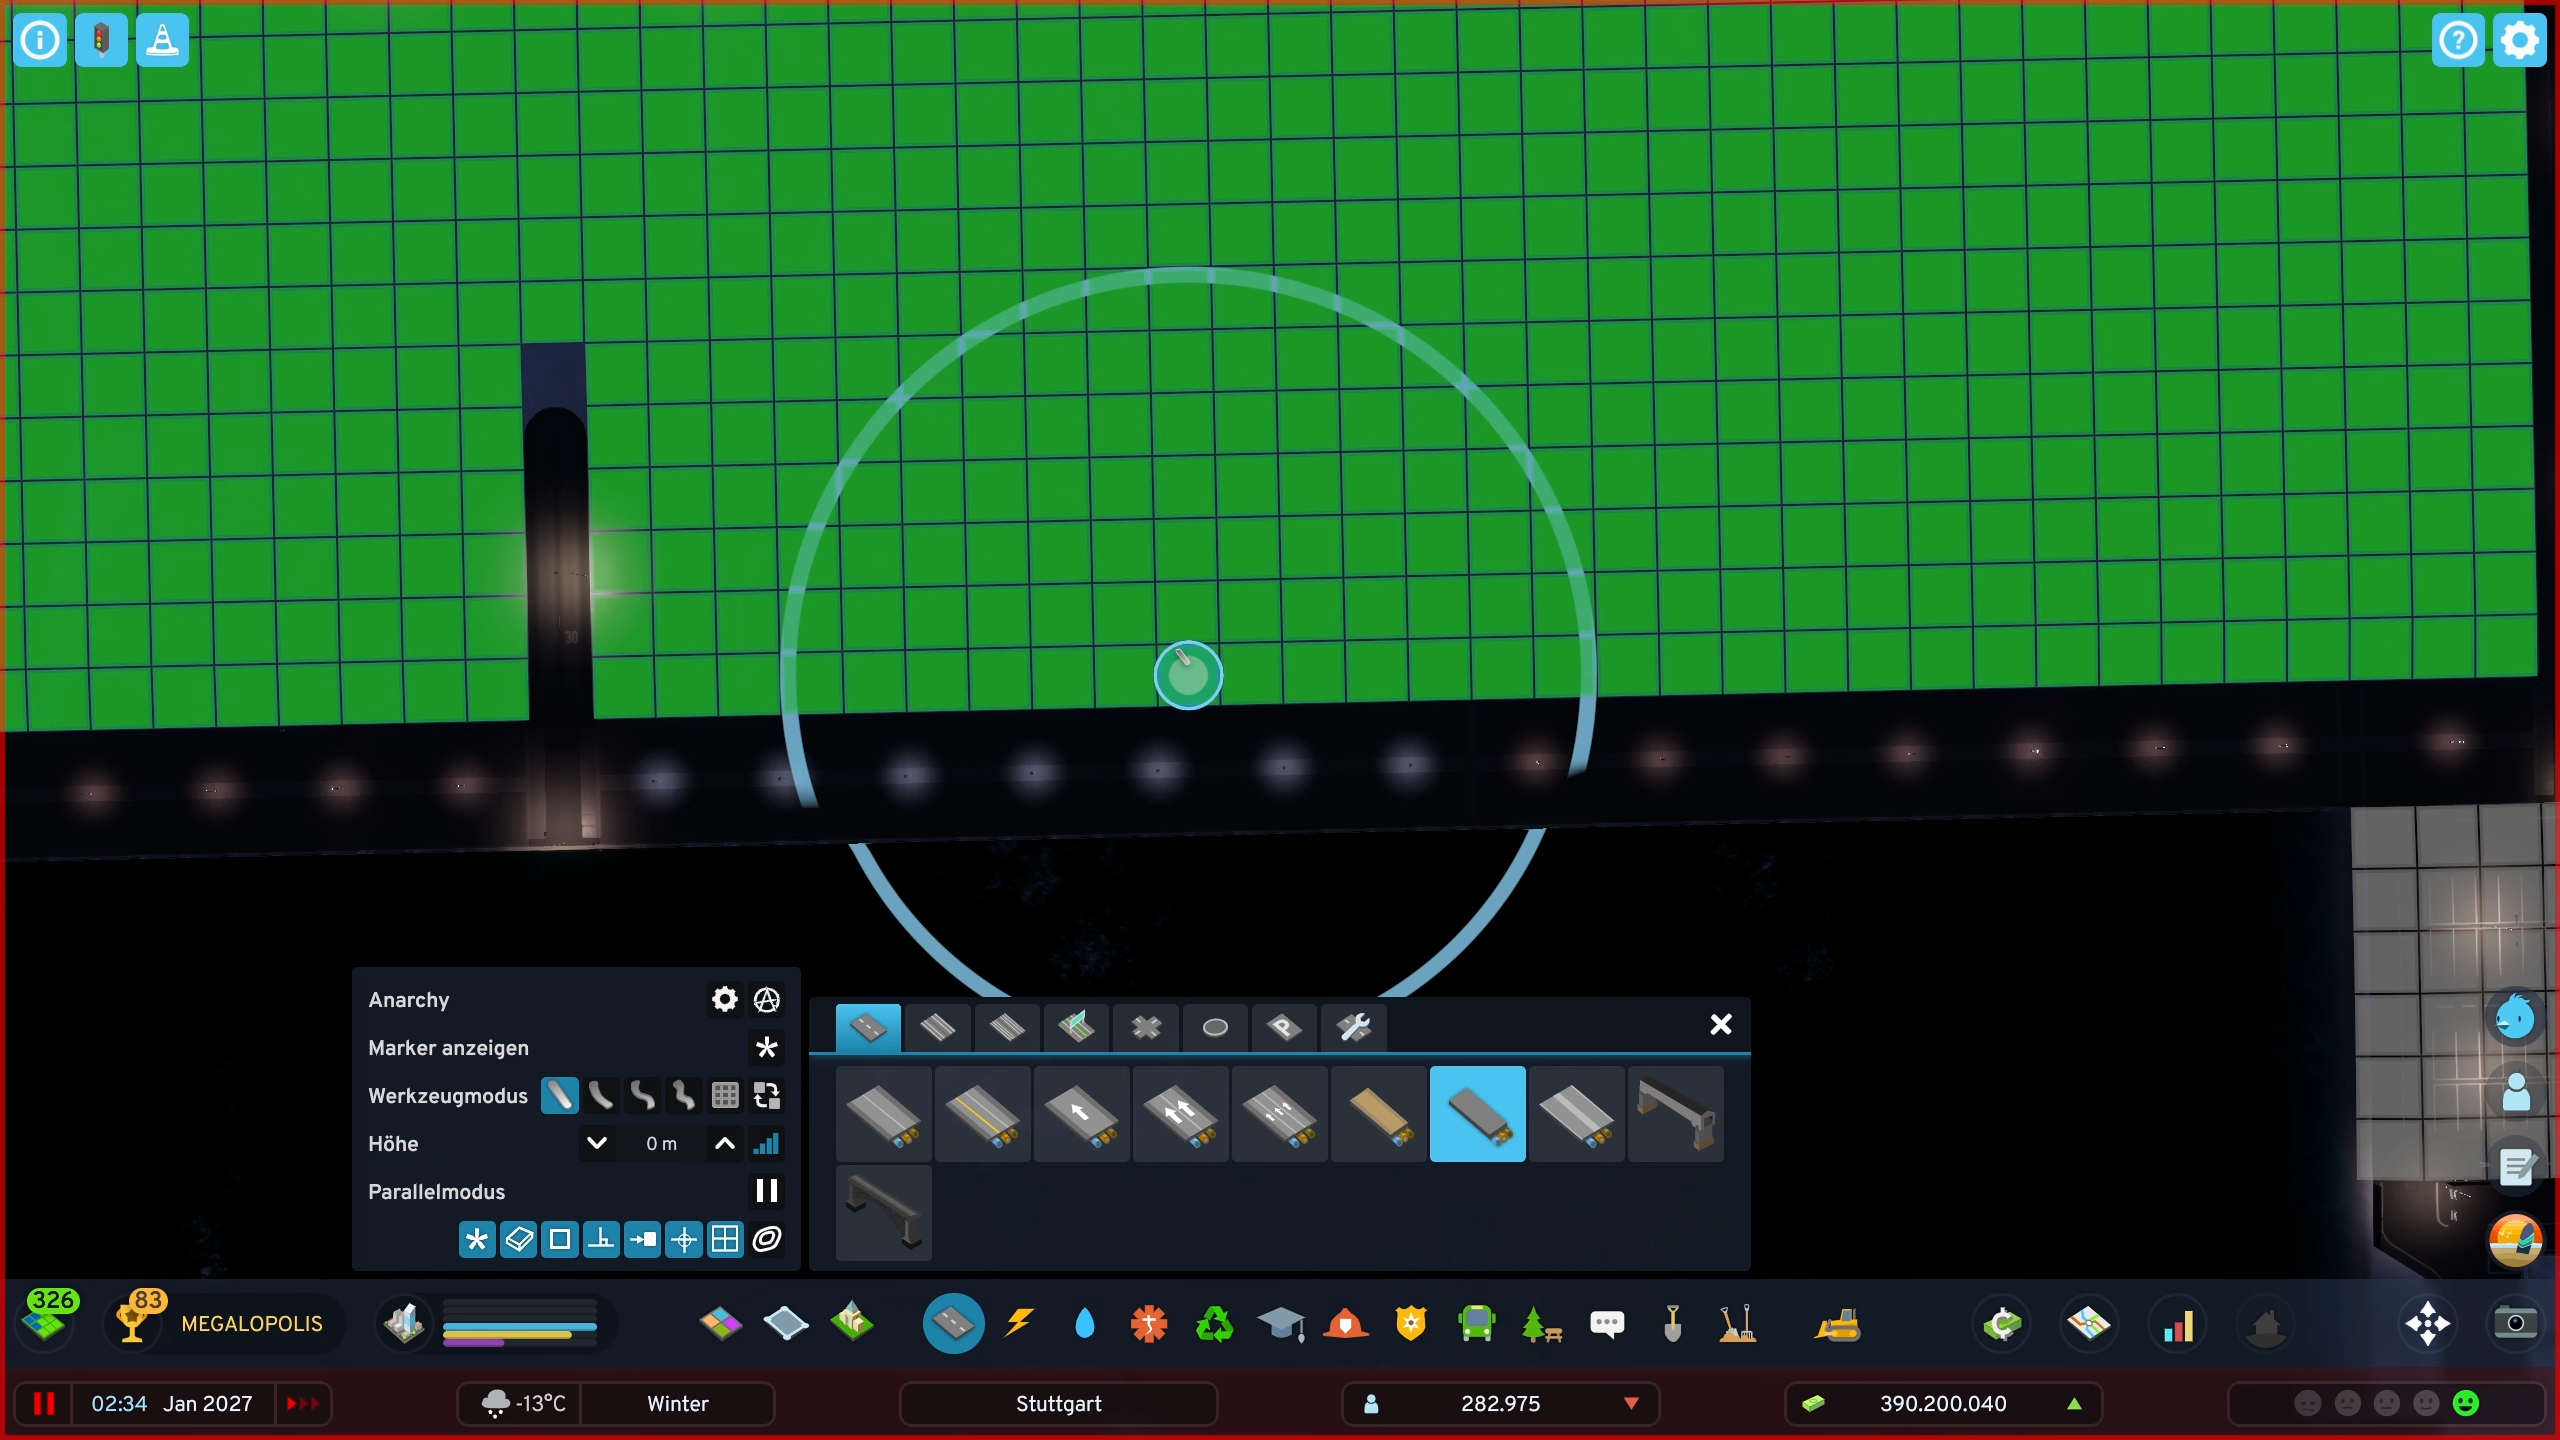 30
Anarchy
Marker anzeigen
Werkzeugmodus
Höhe
0 m
Parallelmodus
326
83
MEGALOPOLIS
02:34 Jan 2027
-13°C
Winter
Stuttgart
282.975
390.200.040